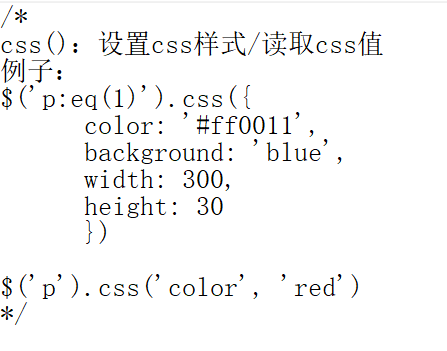 /*
css()：设置css样式/读取css值
例子：
$('p:eq(1)').css({
color: '#ff0011',
background: 'blue',
width: 300,
height: 30
})
$('p').css('color', 'red')
*/